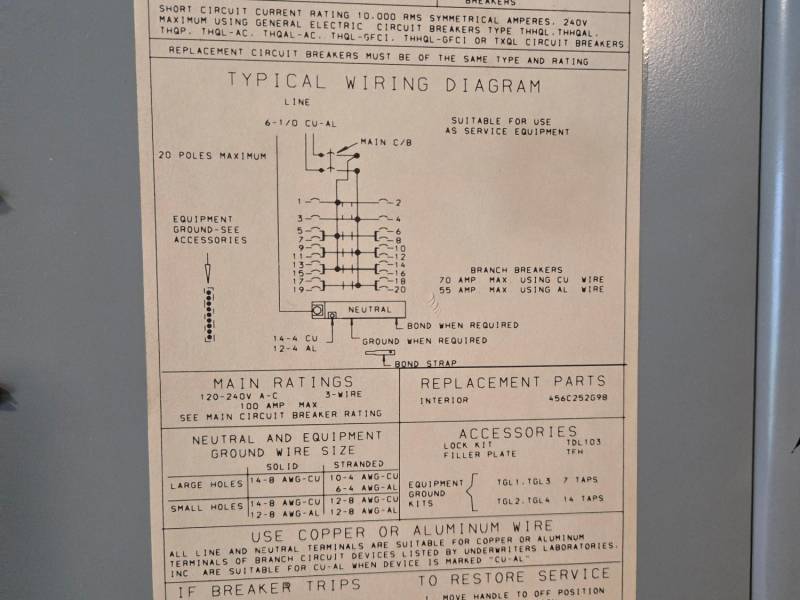 BREAKERS
SHORT CIRCUIT CURRENT RATING 10,000 RMS SYMMETRICAL AMPERES, 240V
MAXIMUM USING GENERAL ELECTRIC CIRCUIT BREAKERS TYPE THHQL, THHQAL,
THQP, THQL-AC, THQAL-AC, THQL-GFCI, THHQL-GFCI OR TXQL CIRCUIT BREAKERS
REPLACEMENT CIRCUIT BREAKERS MUST BE OF THE SAME TYPE AND RATING
TYPICAL WIRING DIAGRAM
LINE
6-1/0 CU-AL
SUITABLE FOR USE
AS SERVICE EQUIPMENT
MAIN C/B
20 POLES MAXIMUM
1 2
3 4
5 6
7 8
9 10
11 12
13 14
15 16
17 18
19 20
EQUIPMENT
GROUND-SEE
ACCESSORIES
BRANCH BREAKERS
70 AMP MAX USING CU WIRE
55 AMP MAX USING AL WIRE
NEUTRAL
BOND WHEN REQUIRED
14-4 CU
12-4 AL
GROUND WHEN REQUIRED
BOND STRAP
MAIN RATINGS
120-240V A-C 3-WIRE
100 AMP MAX
SEE MAIN CIRCUIT BREAKER RATING
REPLACEMENT PARTS
INTERIOR 456C252G98
NEUTRAL AND EQUIPMENT
GROUND WIRE SIZE
SOLID STRANDED
LARGE HOLES 14-8 AWG-CU 10-4 AWG-CU
6-4 AWG-AL
SMALL HOLES 14-8 AWG-CU 12-8 AWG-CU
12-8 AWG-AL 12-8 AWG-AL
ACCESSORIES
LOCK KIT TDL103
FILLER PLATE TFH
EQUIPMENT
GROUND
KITS
TGL1,TGL3 7 TAPS
TGL2,TGL4 14 TAPS
USE COPPER OR ALUMINUM WIRE
ALL LINE AND NEUTRAL TERMINALS ARE SUITABLE FOR COPPER OR ALUMINUM
TERMINALS OF BRANCH CIRCUIT DEVICES LISTED BY UNDERWRITERS LABORATORIES,
INC ARE SUITABLE FOR CU-AL WHEN DEVICE IS MARKED "CU-AL"
IF BREAKER TRIPS
TO RESTORE SERVICE
1. MOVE HANDLE TO OFF POSITION